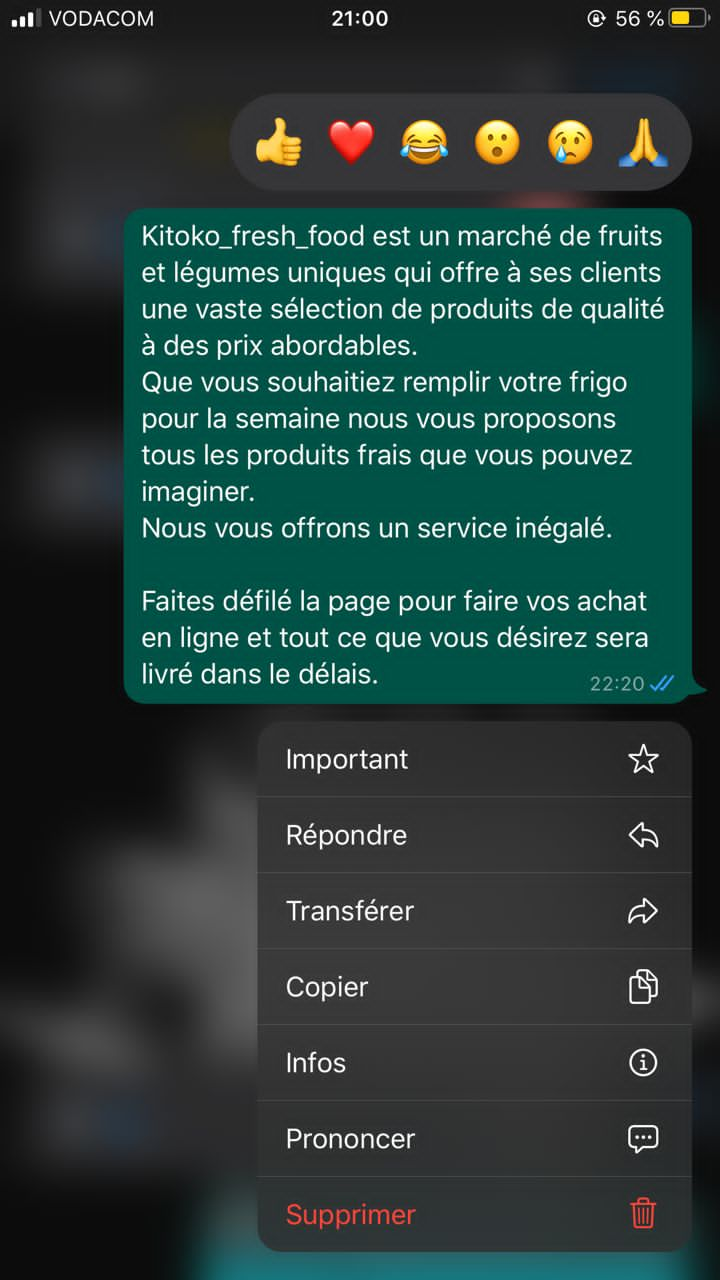 VODACOM 21:00 56 %
Kitoko_fresh_food est un marché de fruits
et légumes uniques qui offre à ses clients
une vaste sélection de produits de qualité
à des prix abordables.
Que vous souhaitiez remplir votre frigo
pour la semaine nous vous proposons
tous les produits frais que vous pouvez
imaginer.
Nous vous offrons un service inégalé.
Faites défilé la page pour faire vos achat
en ligne et tout ce que vous désirez sera
livré dans le délais.
22:20
Important
Répondre
Transférer
Copier
Infos
Prononcer
Supprimer